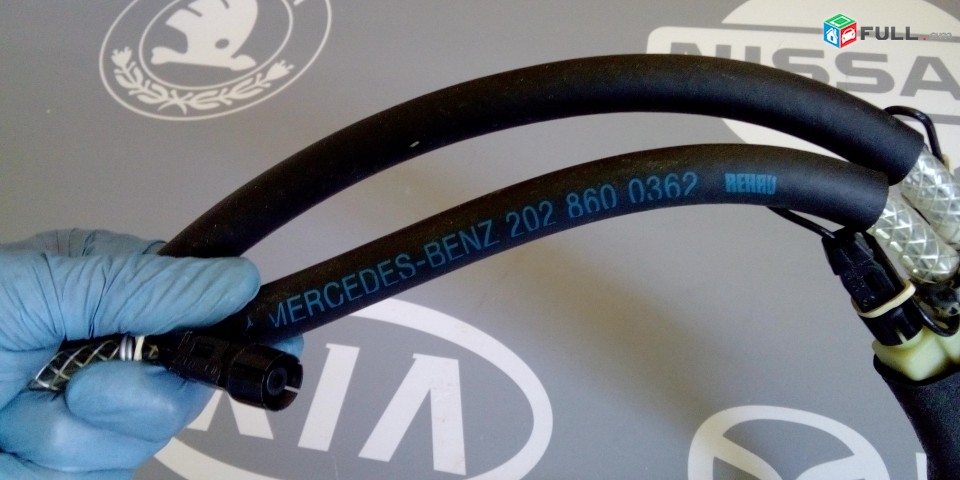 FULL
NISSA
MERCEDES-BENZ 202 860 0362 REHAU
KIA